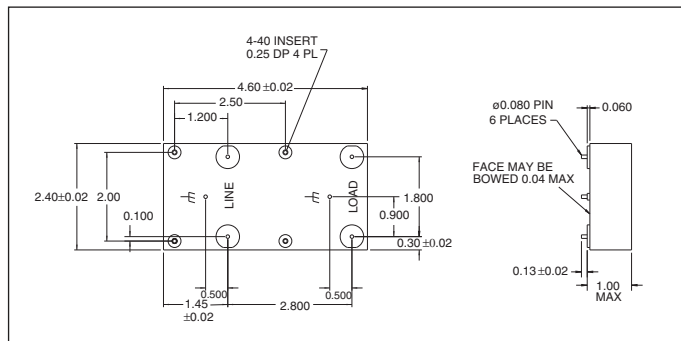 4-40 INSERT
0.25 DP 4 PL
4.60 ±0.02
2.50
1.200
ø0.080 PIN
6 PLACES
0.060
FACE MAY BE
BOWED 0.04 MAX
2.40±0.02
2.00
0.100
LINE
LOAD
1.800
0.900
0.30 ±0.02
0.13±0.02
1.00
MAX
0.500
0.500
1.45
±0.02
2.800